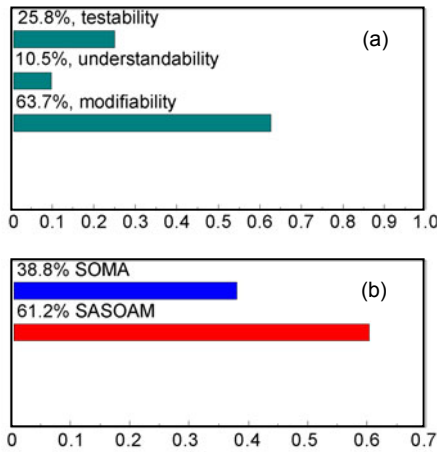 25.8%, testability
(a)
10.5%, understandability
63.7%, modifiability
0 0.1 0.2 0.3 0.4 0.5 0.6 0.7 0.8 0.9 1.0
38.8% SOMA
(b)
61.2% SASOAM
0 0.1 0.2 0.3 0.4 0.5 0.6 0.7